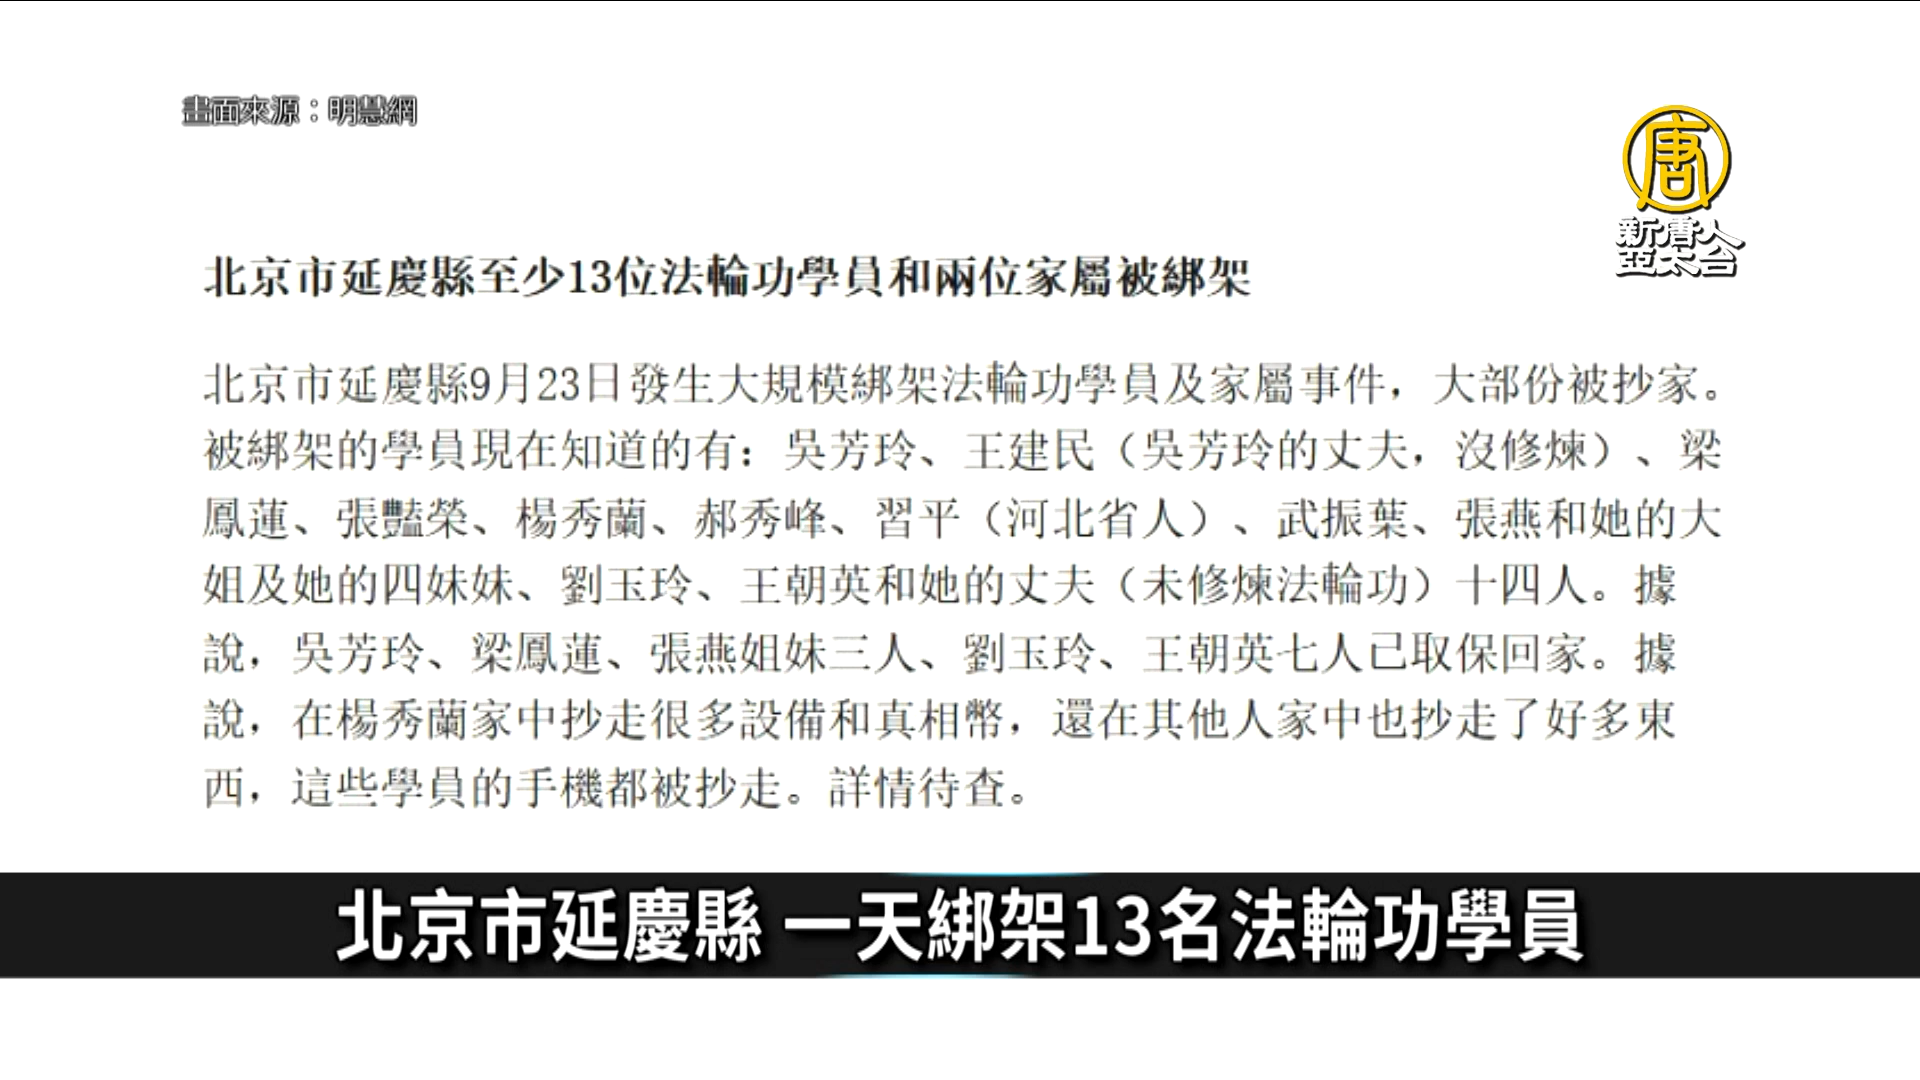 畫面來源：明慧網
唐
新唐人
亞太台
北京市延慶縣至少13位法輪功學員和兩位家屬被綁架
北京市延慶縣9月23日發生大規模綁架法輪功學員及家屬事件，大部份被抄家。
被綁架的學員現在知道的有：吳芳玲、王建民（吳芳玲的丈夫，沒修煉）、梁
鳳蓮、張豔榮、楊秀蘭、郝秀峰、習平（河北省人）、武振葉、張燕和她的大
姐及她的四妹妹、劉玉玲、王朝英和她的丈夫（未修煉法輪功）十四人。據
說，吳芳玲、梁鳳蓮、張燕姐妹三人、劉玉玲、王朝英七人已取保回家。據
說，在楊秀蘭家中抄走很多設備和真相幣，還在其他人家中也抄走了好多東
西，這些學員的手機都被抄走。詳情待查。
北京市延慶縣 一天綁架13名法輪功學員